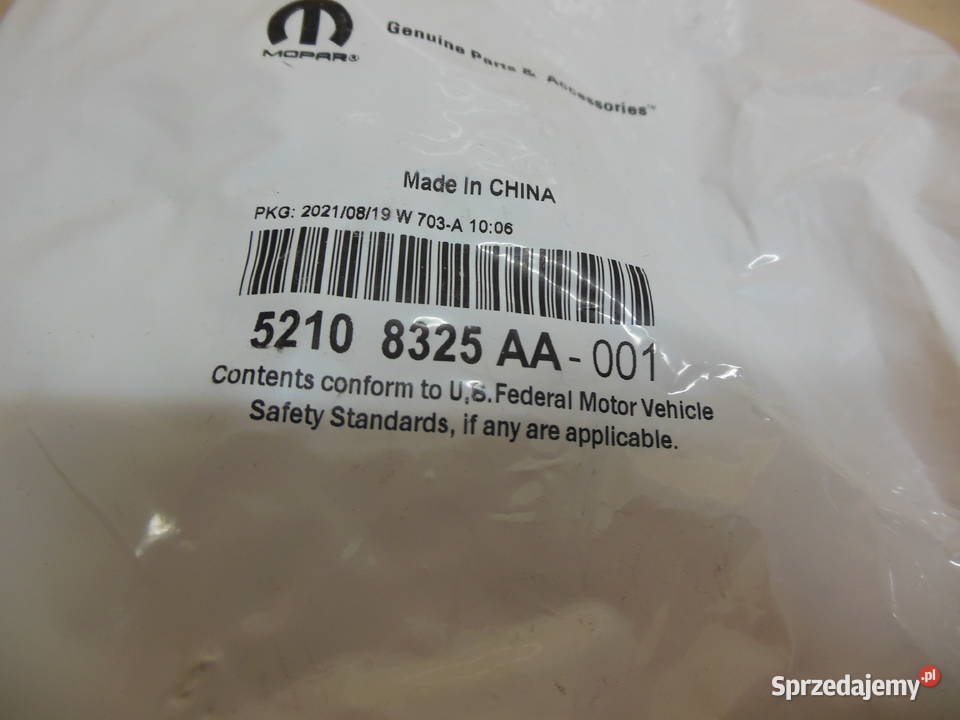 MOPAR®
Genuine Parts & Accessories™
Made In CHINA
PKG: 2021/08/19 W 703-A 10:06
5210 8325 AA - 001
Contents conform to U.S. Federal Motor Vehicle
Safety Standards, if any are applicable.
Sprzedajemy.pl